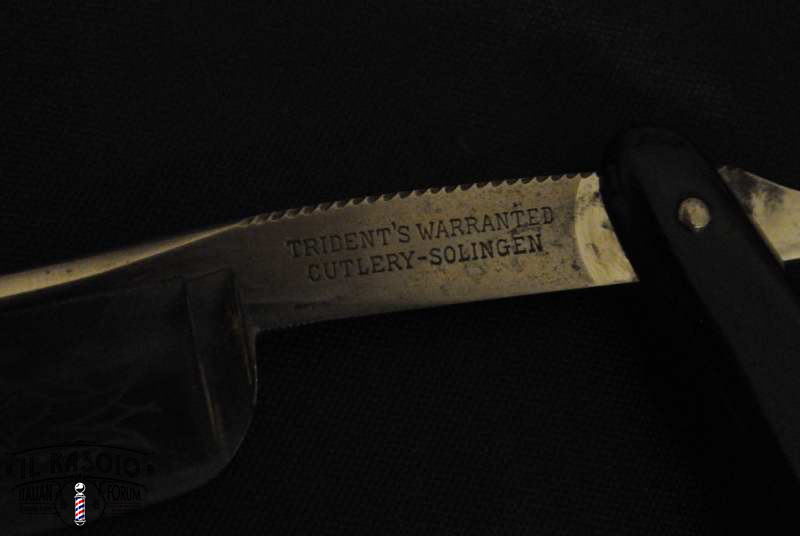 TRIDENT'S WARRANTED
CUTLERY-SOLINGEN
IL RASOIO
ITALIAN FORUM